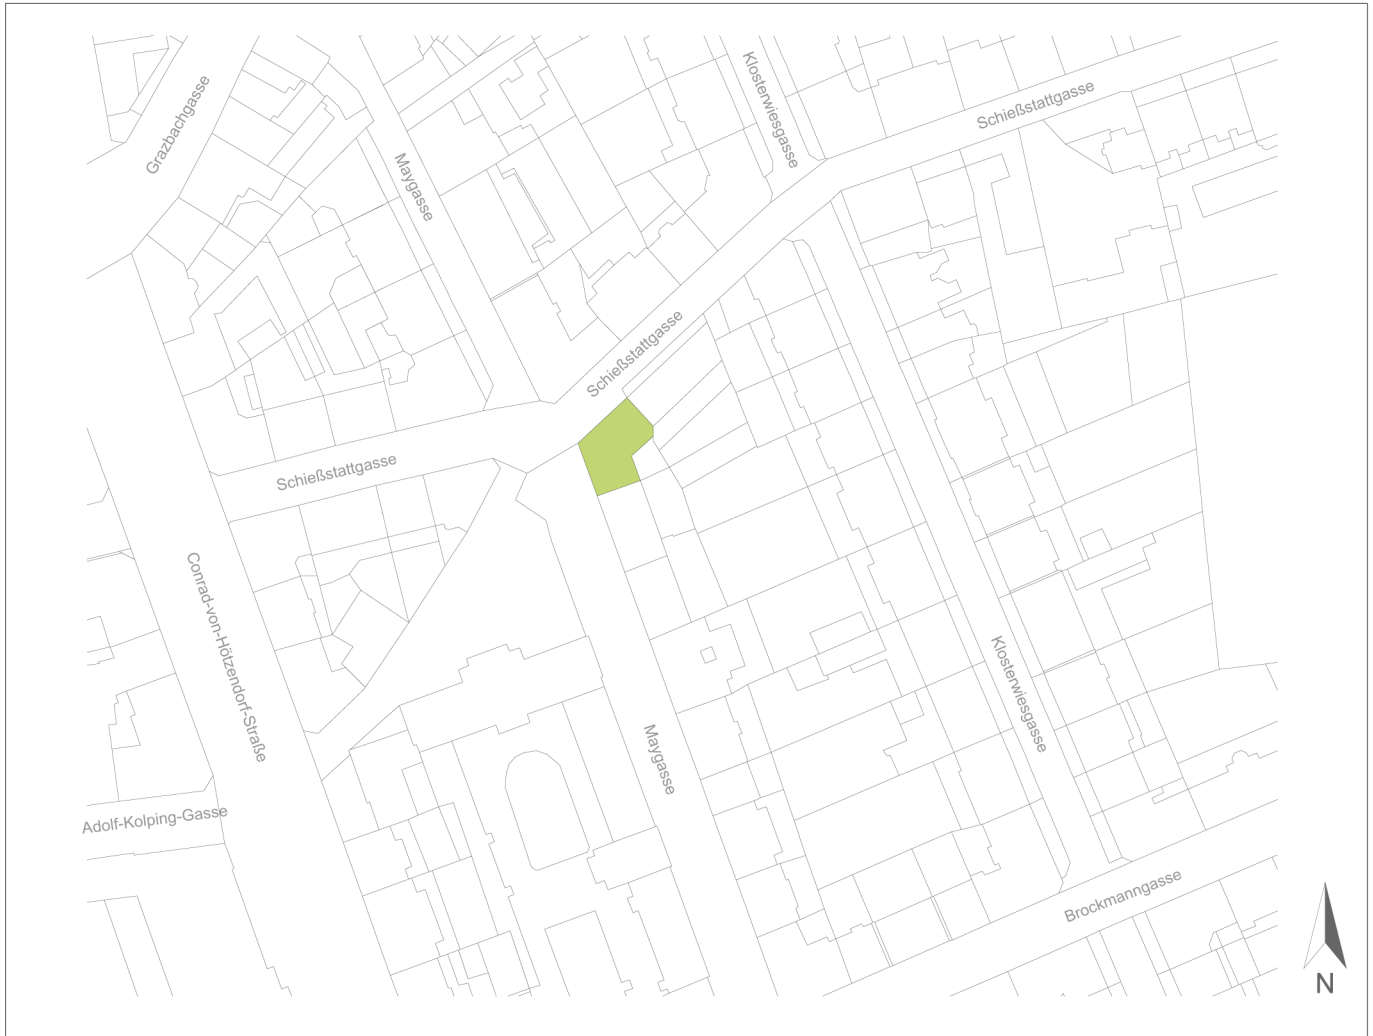 Grazbachgasse
Maygasse
Klosterwiesgasse
Schießstattgasse
Schießstattgasse
Schießstattgasse
Conrad-von-Hötzendorf-Straße
Klosterwiesgasse
Maygasse
Adolf-Kolping-Gasse
Brockmanngasse
N